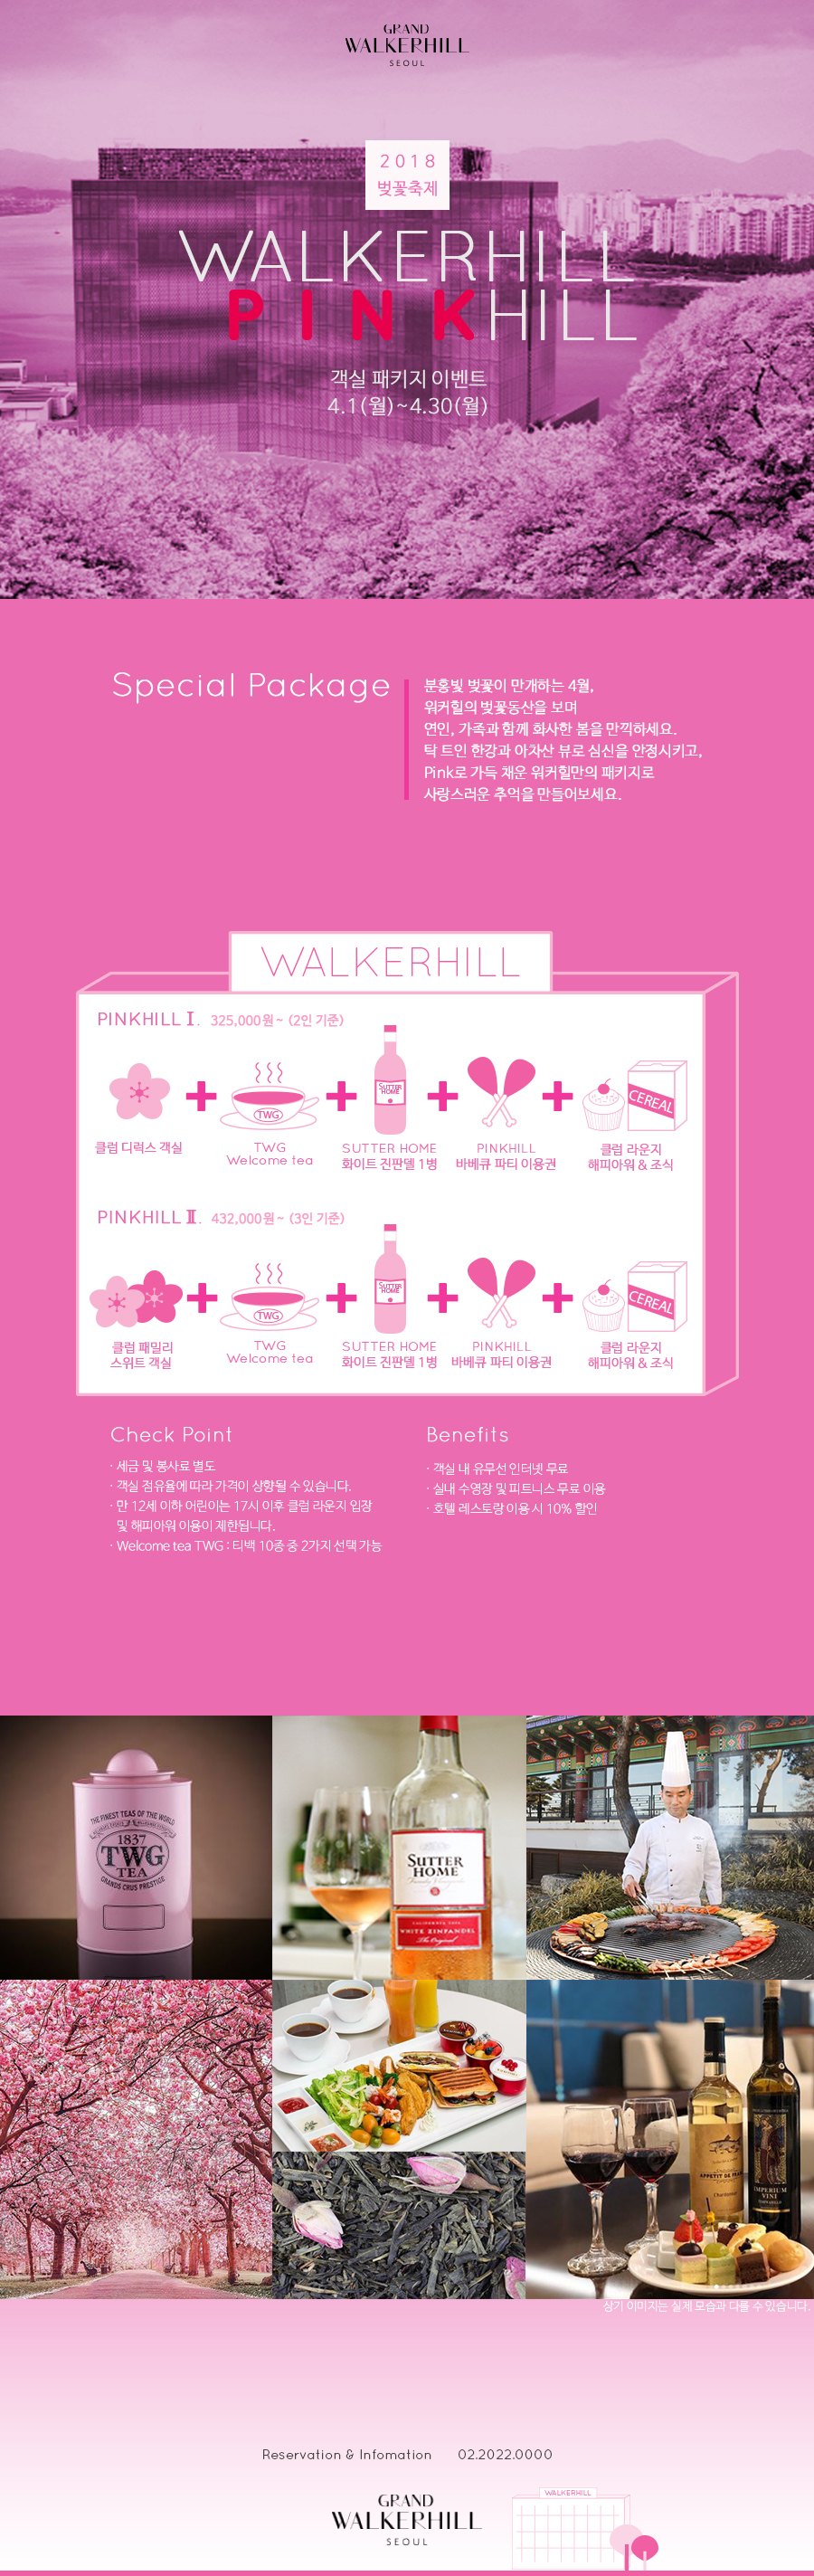 GRAND
WALKERHILL
SEOUL
2018
벚꽃축제
WALKERHILL
PINKHILL
객실 패키지 이벤트
4.1(월)~4.30(월)
Special Package
분홍빛 벚꽃이 만개하는 4월,
워커힐의 벚꽃동산을 보며
연인, 가족과 함께 화사한 봄을 만끽하세요.
탁 트인 한강과 아차산 뷰로 심신을 안정시키고,
Pink로 가득 채운 워커힐만의 패키지로
사랑스러운 추억을 만들어보세요.
WALKERHILL
PINKHILL I. 325,000원~ (2인 기준)
TWG
SUTTER
HOME
CEREAL
클럽 디럭스 객실
TWG
Welcome tea
SUTTER HOME
화이트 진판델 1병
PINKHILL
바베큐 파티 이용권
클럽 라운지
해피아워 & 조식
PINKHILL II. 432,000원~ (3인 기준)
TWG
SUTTER
HOME
CEREAL
클럽 패밀리
스위트 객실
TWG
Welcome tea
SUTTER HOME
화이트 진판델 1병
PINKHILL
바베큐 파티 이용권
클럽 라운지
해피아워 & 조식
Check Point
· 세금 및 봉사료 별도
· 객실 점유율에 따라 가격이 상향될 수 있습니다.
· 만 12세 이하 어린이는 17시 이후 클럽 라운지 입장
및 해피아워 이용이 제한됩니다.
· Welcome tea TWG : 티백 10종 중 2가지 선택 가능
Benefits
· 객실 내 유무선 인터넷 무료
· 실내 수영장 및 피트니스 무료 이용
· 호텔 레스토랑 이용 시 10% 할인
THE FINEST TEAS OF THE WORLD
1837
TWG
TEA
GRANDS CRUS PRESTIGE
SUTTER
HOME
Family Vineyards
CALIFORNIA
WHITE ZINFANDEL
The Original
Chardonnay
IMPERIUM
VINI
상기 이미지는 실제 모습과 다를 수 있습니다.
Reservation & Infomation 02.2022.0000
GRAND
WALKERHILL
SEOUL
WALKERHILL